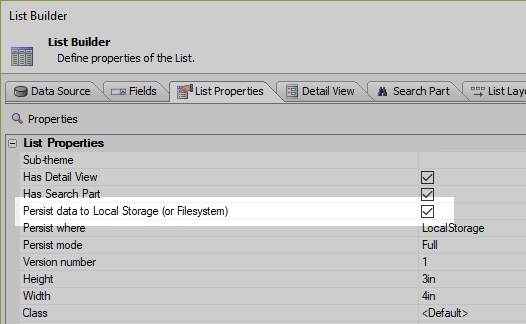 List Builder
List Builder
Define properties of the List.
Data Source Fields List Properties Detail View Search Part List Layo
Properties
List Properties
Sub-theme
Has Detail View
Has Search Part
Persist data to Local Storage (or Filesystem)
Persist where LocalStorage
Persist mode Full
Version number 1
Height 3in
Width 4in
Class <Default>